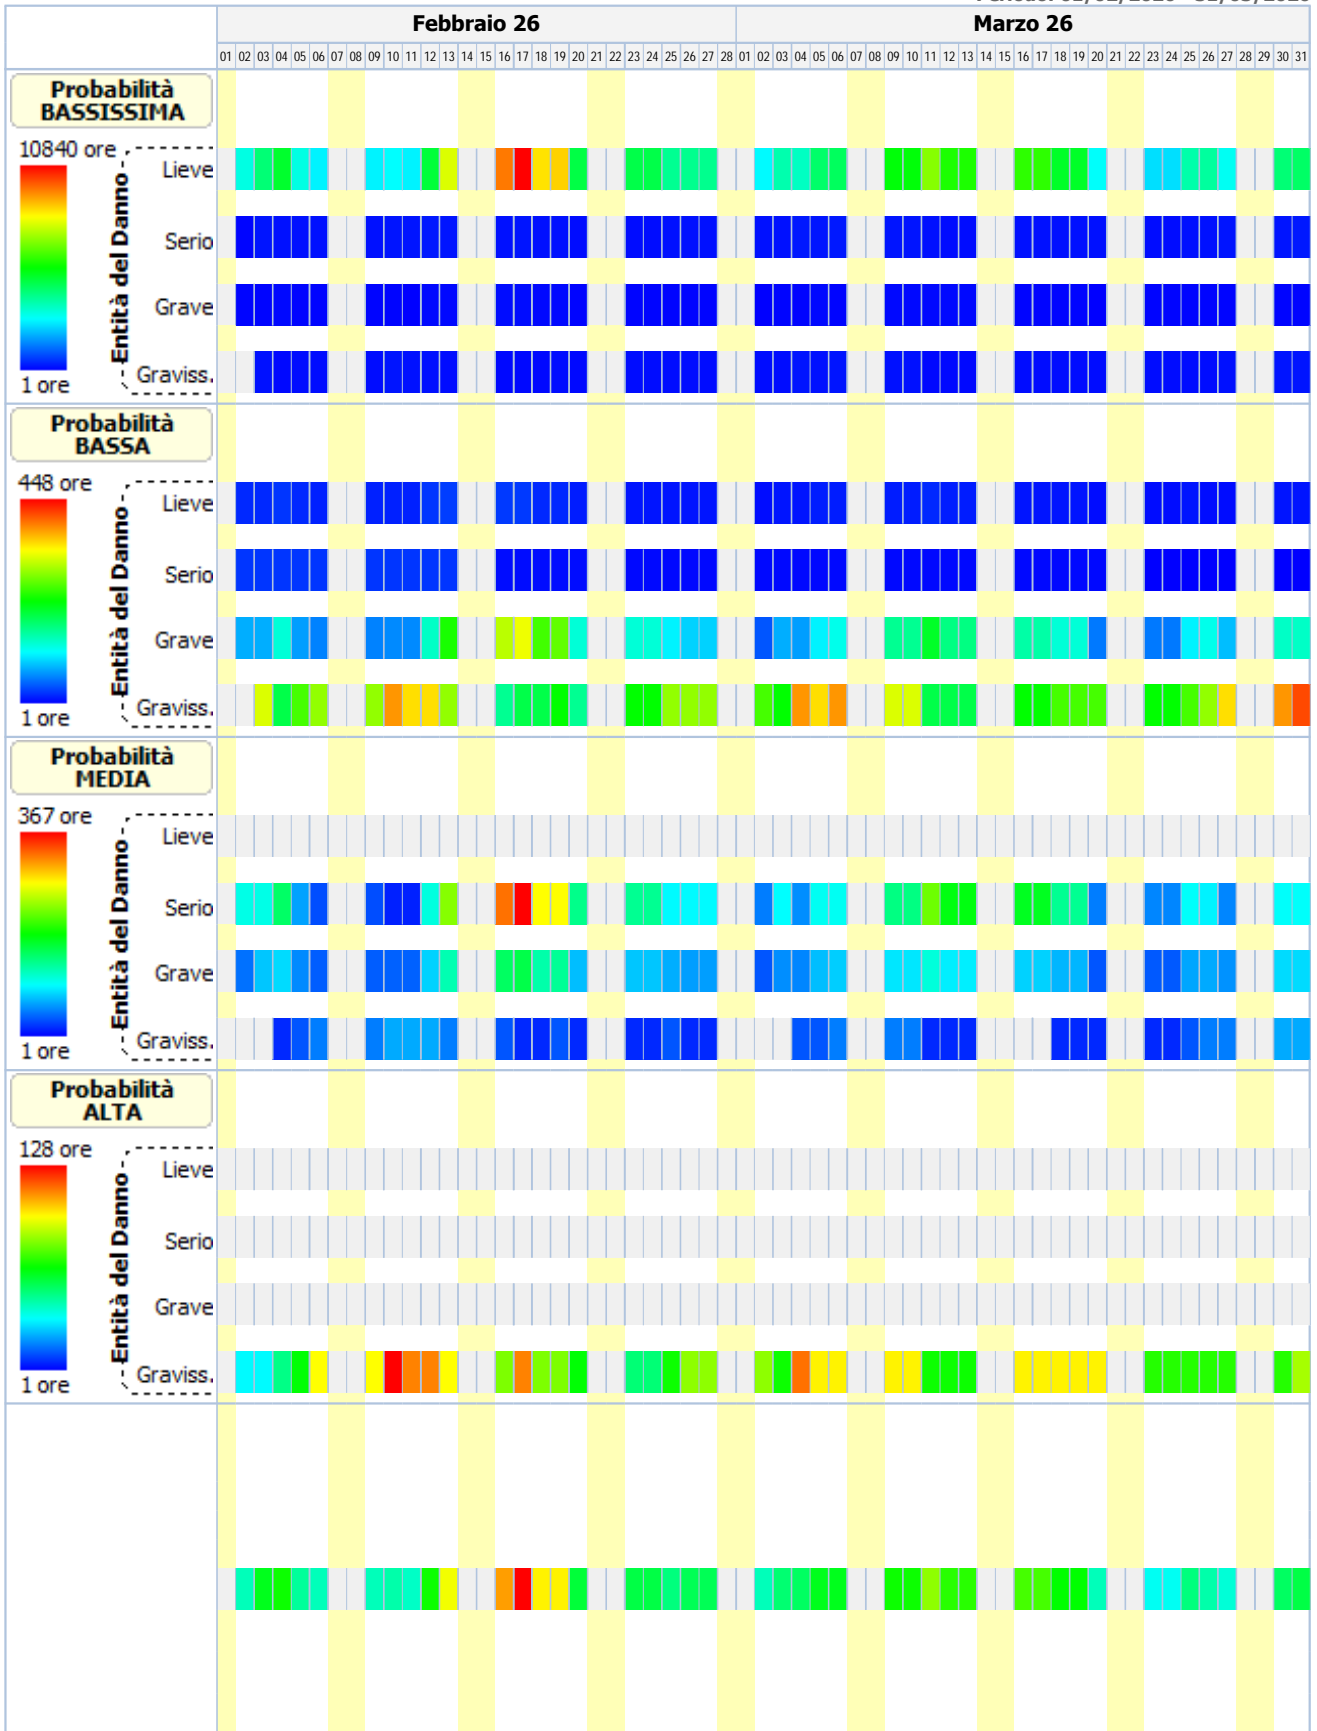 Febbraio 26 Marzo 26
01 02 03 04 05 06 07 08 09 10 11 12 13 14 15 16 17 18 19 20 21 22 23 24 25 26 27 28 01 02 03 04 05 06 07 08 09 10 11 12 13 14 15 16 17 18 19 20 21 22 23 24 25 26 27 28 29 30 31
Probabilità
BASSISSIMA
10840 ore
Entità del Danno
Lieve
Serio
Grave
Graviss.
1 ore
Probabilità
BASSA
448 ore
Entità del Danno
Lieve
Serio
Grave
Graviss.
1 ore
Probabilità
MEDIA
367 ore
Entità del Danno
Lieve
Serio
Grave
Graviss.
1 ore
Probabilità
ALTA
128 ore
Entità del Danno
Lieve
Serio
Grave
Graviss.
1 ore